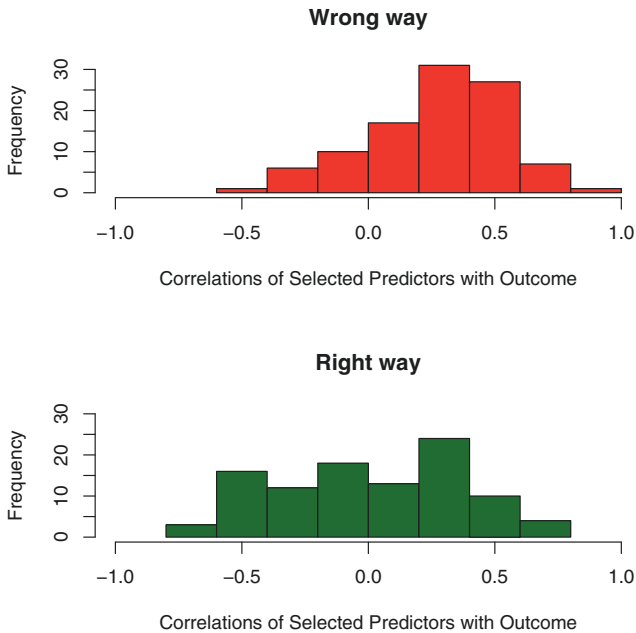 Wrong way
Frequency
30
20
10
0
−1.0 −0.5 0.0 0.5 1.0
Correlations of Selected Predictors with Outcome
Right way
Frequency
30
20
10
0
−1.0 −0.5 0.0 0.5 1.0
Correlations of Selected Predictors with Outcome